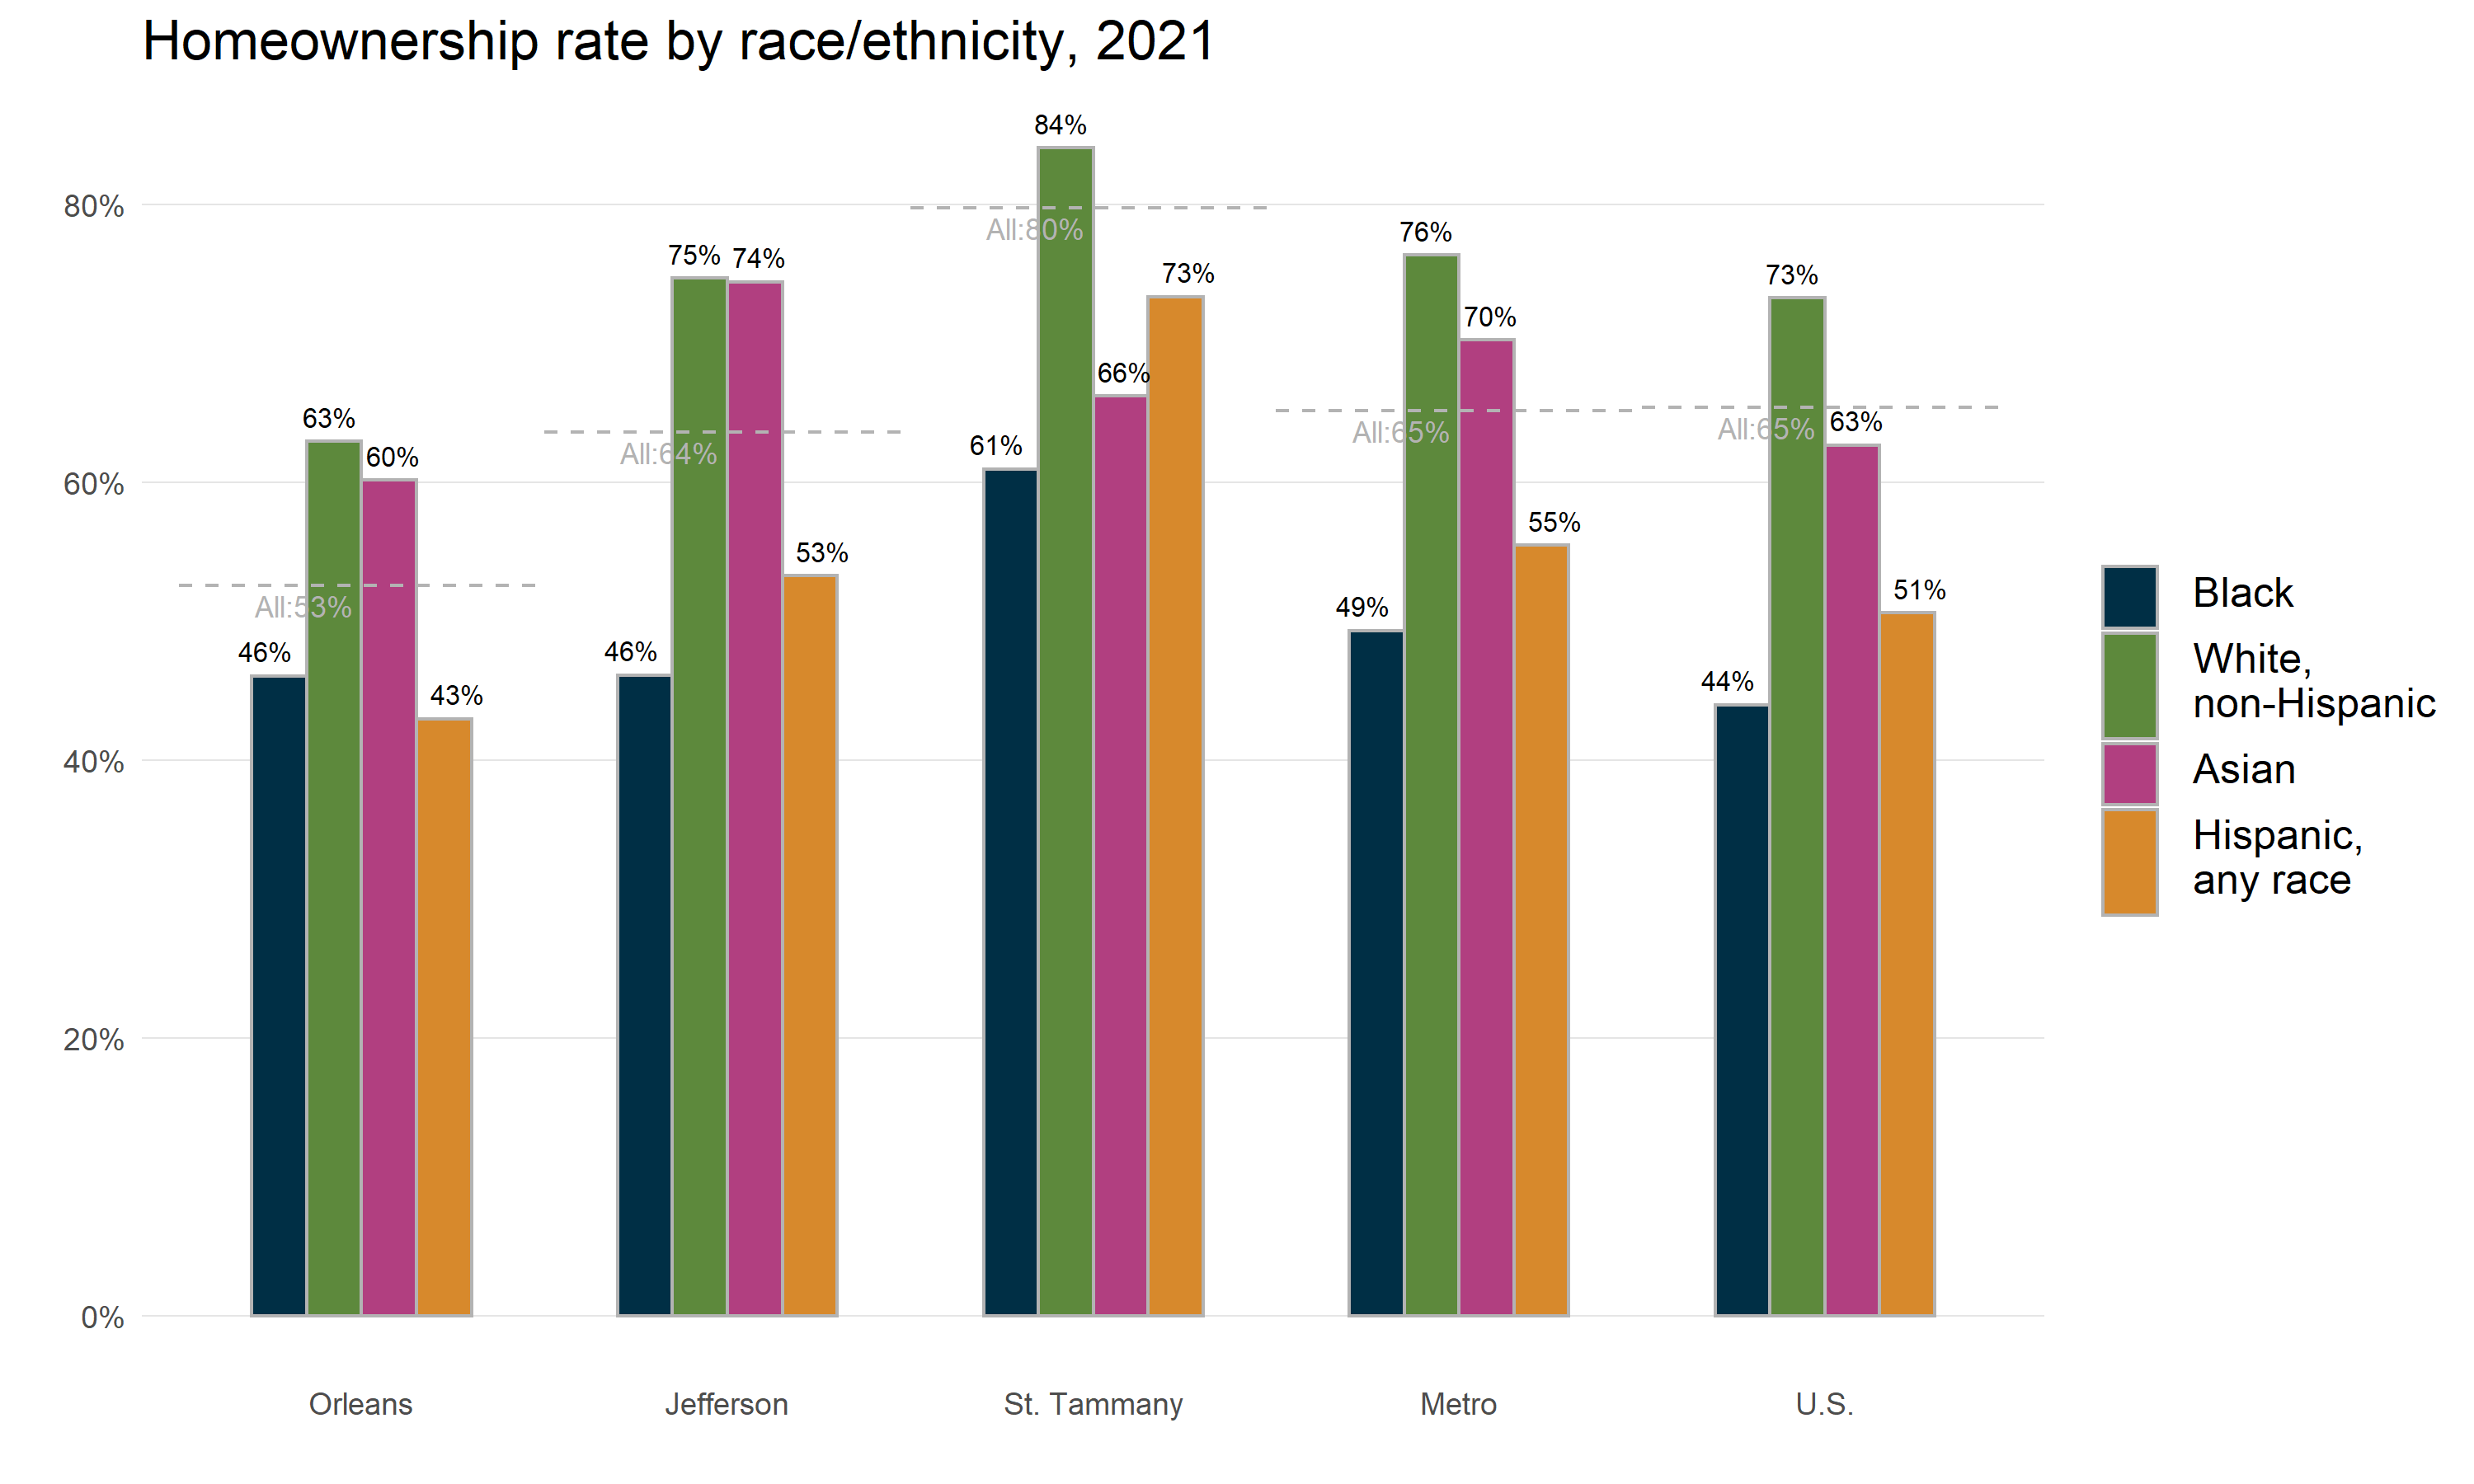 Homeownership rate by race/ethnicity, 2021
84%
80%
All:80%
76%
75%
74%
73%
73%
70%
66%
63%
All:64%
All:65%
All:65%
63%
60%
61%
60%
55%
53%
All:53%
51%
49%
46%
46%
44%
43%
40%
20%
0%
Orleans
Jefferson
St. Tammany
Metro
U.S.
Black
White,
non-Hispanic
Asian
Hispanic,
any race